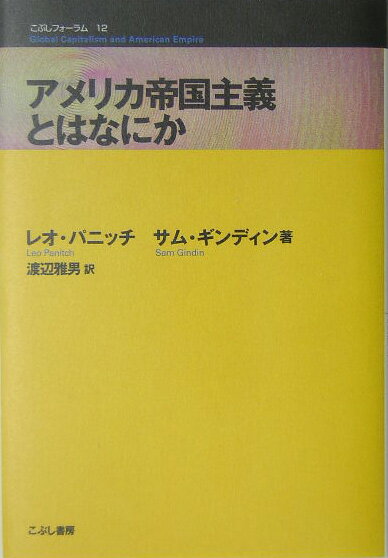 こぶしフォーラム 12
Global Capitalism and American Empire
アメリカ帝国主義
とはなにか
レオ・パニッチ サム・ギンディン著
Leo Panitch Sam Gindin
渡辺雅男 訳
こぶし書房